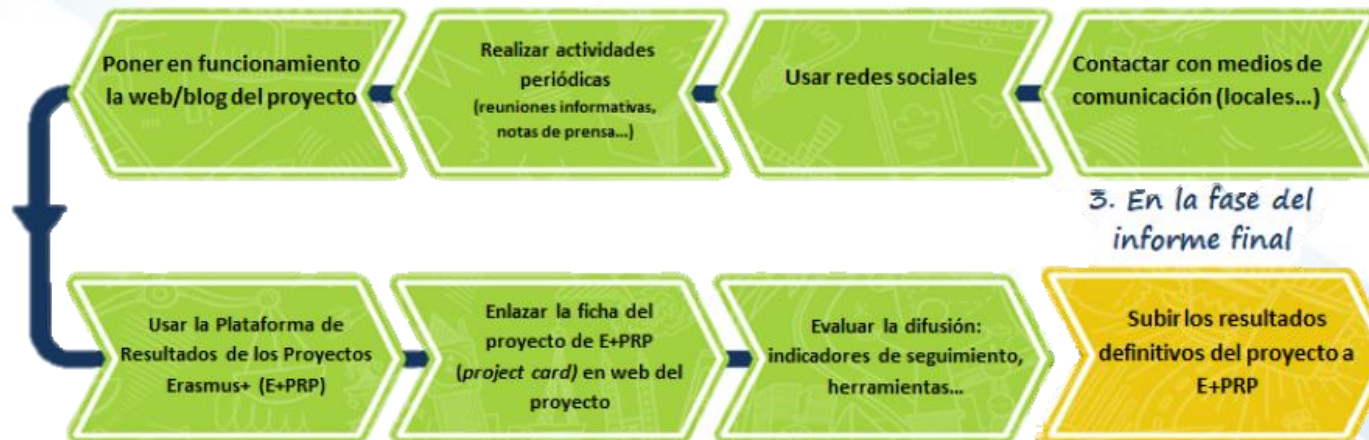 Poner en funcionamiento
la web/blog del proyecto
Realizar actividades
periódicas
(reuniones informativas,
notas de prensa...)
Usar redes sociales
Contactar con medios de
comunicación (locales...)
3. En la fase del
informe final
Usar la Plataforma de
Resultados de los Proyectos
Erasmus+ (E+PRP)
Enlazar la ficha del
proyecto de E+PRP
(project card) en web del
proyecto
Evaluar la difusión:
indicadores de seguimiento,
herramientas...
Subir los resultados
definitivos del proyecto a
E+PRP